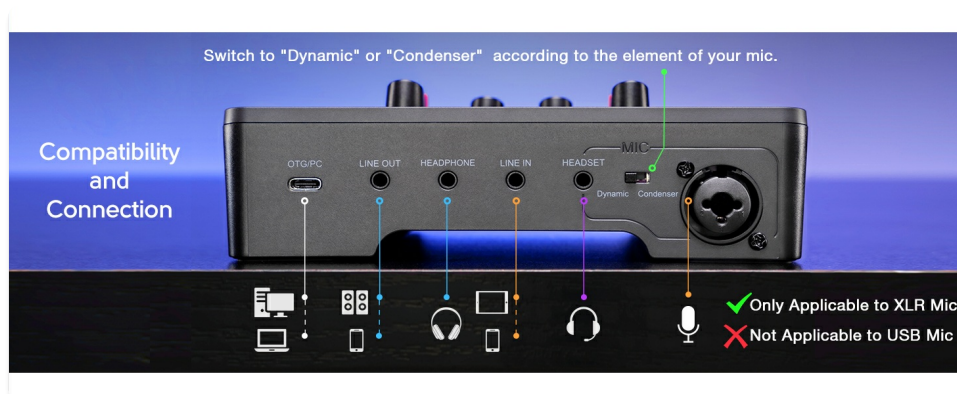 Switch to "Dynamic" or "Condenser" according to the element of your mic.
Compatibility
and
Connection
MIC
OTG/PC
LINE OUT
HEADPHONE
LINE IN
HEADSET
Dynamic
Condenser
Only Applicable to XLR Mic
Not Applicable to USB Mic